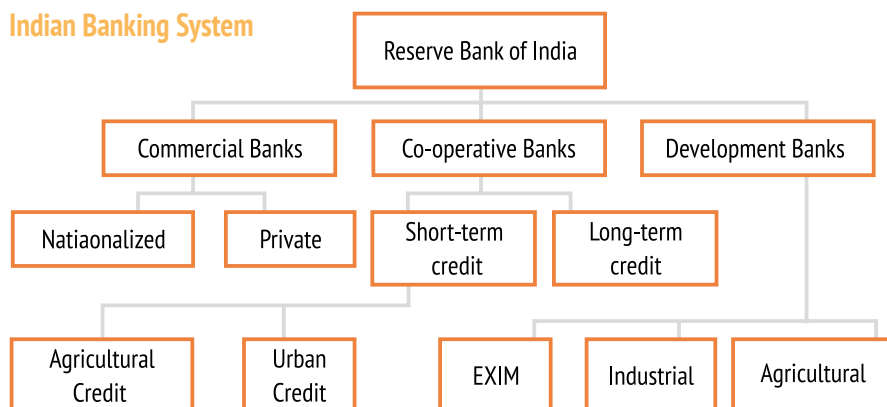 Indian Banking System
Reserve Bank of India
Commercial Banks
Co-operative Banks
Development Banks
Natiaonalized
Private
Short-term
credit
Long-term
credit
Agricultural
Credit
Urban
Credit
EXIM
Industrial
Agricultural